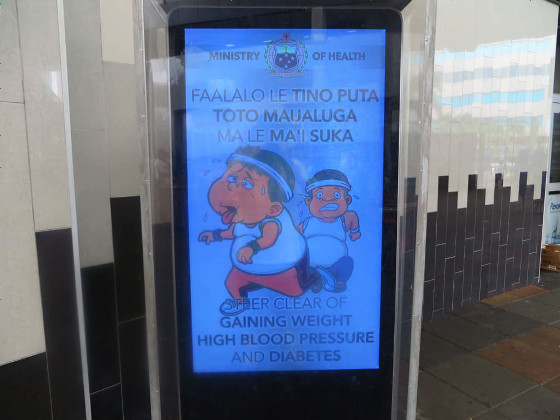 MINISTRY OF HEALTH
FAALALO LE TINO PUTA
TOTO MAUALUGA
MA LE MA'I SUKA
STEER CLEAR OF
GAINING WEIGHT
HIGH BLOOD PRESSURE
AND DIABETES